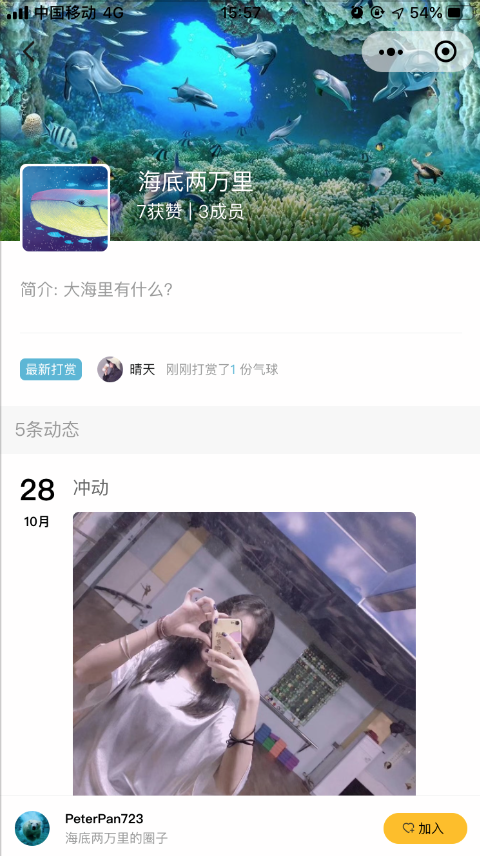 中国移动 4G 15:57 54%
海底两万里
7获赞 | 3成员
简介: 大海里有什么?
最新打赏 晴天 刚刚打赏了1 份气球
5条动态
28 冲动
10月
PeterPan723
海底两万里的圈子
加入